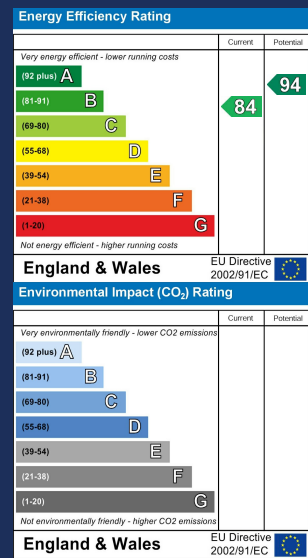 Energy Efficiency Rating
Current Potential
Very energy efficient - lower running costs
(92 plus) A
94
(81-91) B
84
(69-80) C
(55-68) D
(39-54) E
(21-38) F
(1-20) G
Not energy efficient - higher running costs
England & Wales
EU Directive
2002/91/EC
Environmental Impact (CO₂) Rating
Current Potential
Very environmentally friendly - lower CO2 emissions
(92 plus) A
(81-91) B
(69-80) C
(55-68) D
(39-54) E
(21-38) F
(1-20) G
Not environmentally friendly - higher CO2 emissions
England & Wales
EU Directive
2002/91/EC